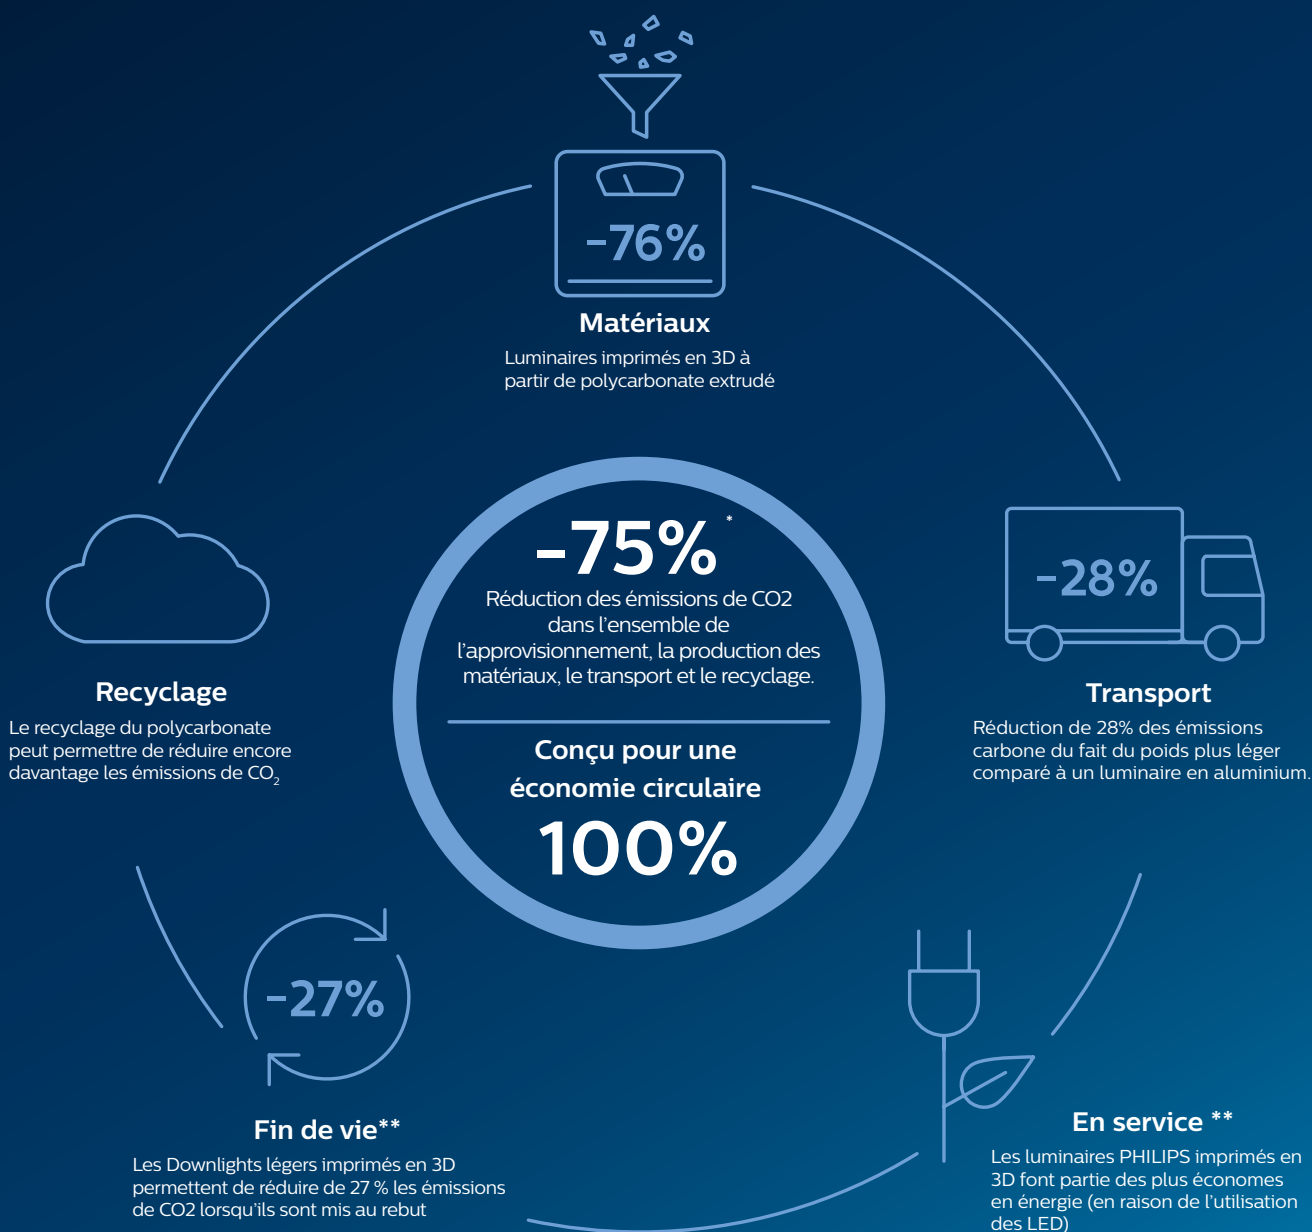 -76%
Matériaux
Luminaires imprimés en 3D à
partir de polycarbonate extrudé
-75% *
Réduction des émissions de CO2
dans l’ensemble de
l’approvisionnement, la production des
matériaux, le transport et le recyclage.
Conçu pour une
économie circulaire
100%
-28%
Transport
Réduction de 28% des émissions
carbone du fait du poids plus léger
comparé à un luminaire en aluminium.
Recyclage
Le recyclage du polycarbonate
peut permettre de réduire encore
davantage les émissions de CO₂
-27%
Fin de vie**
Les Downlights légers imprimés en 3D
permettent de réduire de 27 % les émissions
de CO2 lorsqu’ils sont mis au rebut
En service **
Les luminaires PHILIPS imprimés en
3D font partie des plus économes
en énergie (en raison de l’utilisation
des LED)